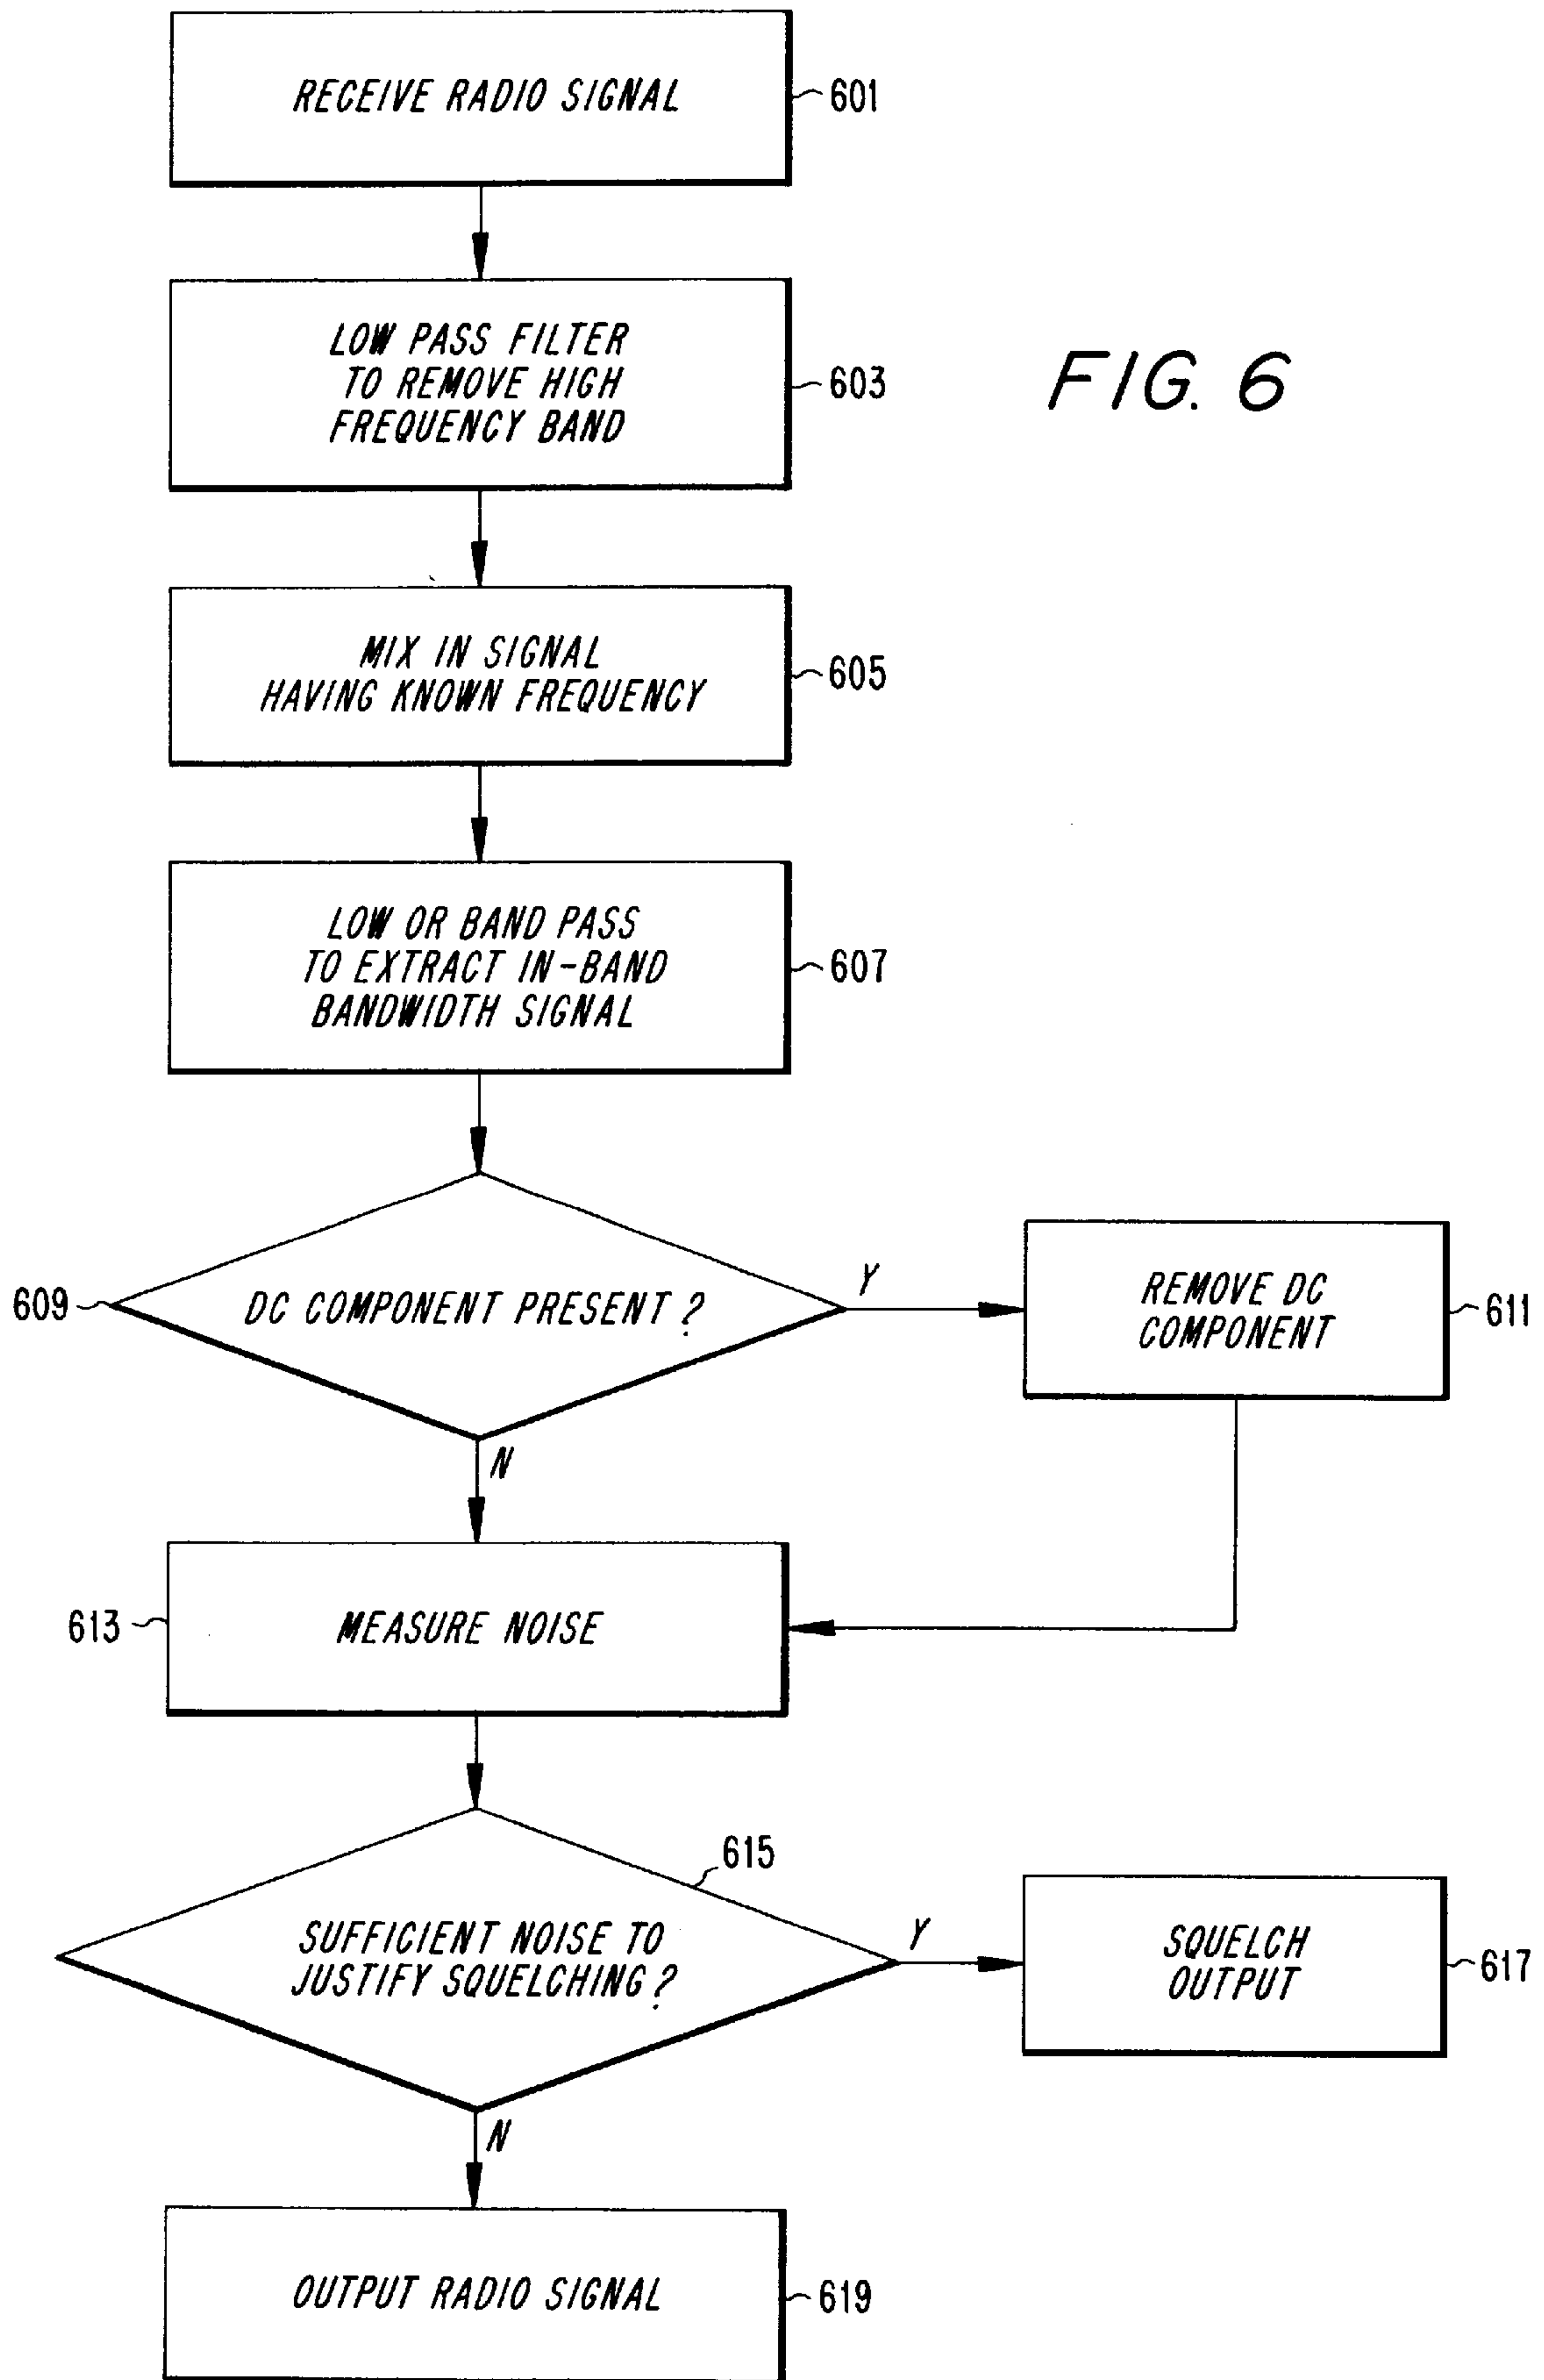 RECEIVE RADIO SIGNAL
601
LOW PASS FILTER
TO REMOVE HIGH
FREQUENCY BAND
603
FIG. 6
MIX IN SIGNAL
HAVING KNOWN FREQUENCY
605
LOW OR BAND PASS
TO EXTRACT IN-BAND
BANDWIDTH SIGNAL
607
609
DC COMPONENT PRESENT?
Y
REMOVE DC
COMPONENT
611
N
613
MEASURE NOISE
615
SUFFICIENT NOISE TO
JUSTIFY SQUELCHING?
Y
SQUELCH
OUTPUT
617
N
OUTPUT RADIO SIGNAL
619